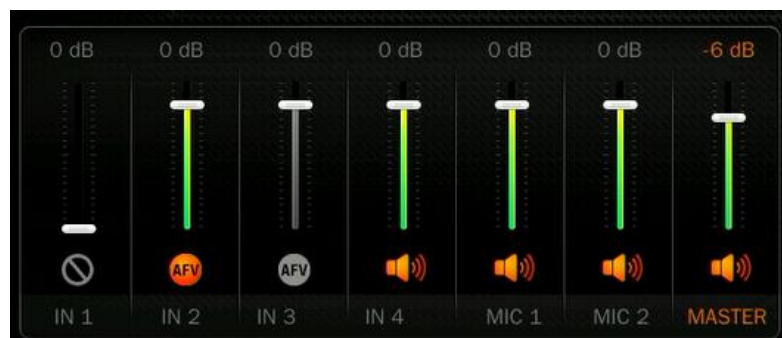 0 dB 0 dB 0 dB 0 dB 0 dB 0 dB -6 dB
AFV AFV
IN 1 IN 2 IN 3 IN 4 MIC 1 MIC 2 MASTER